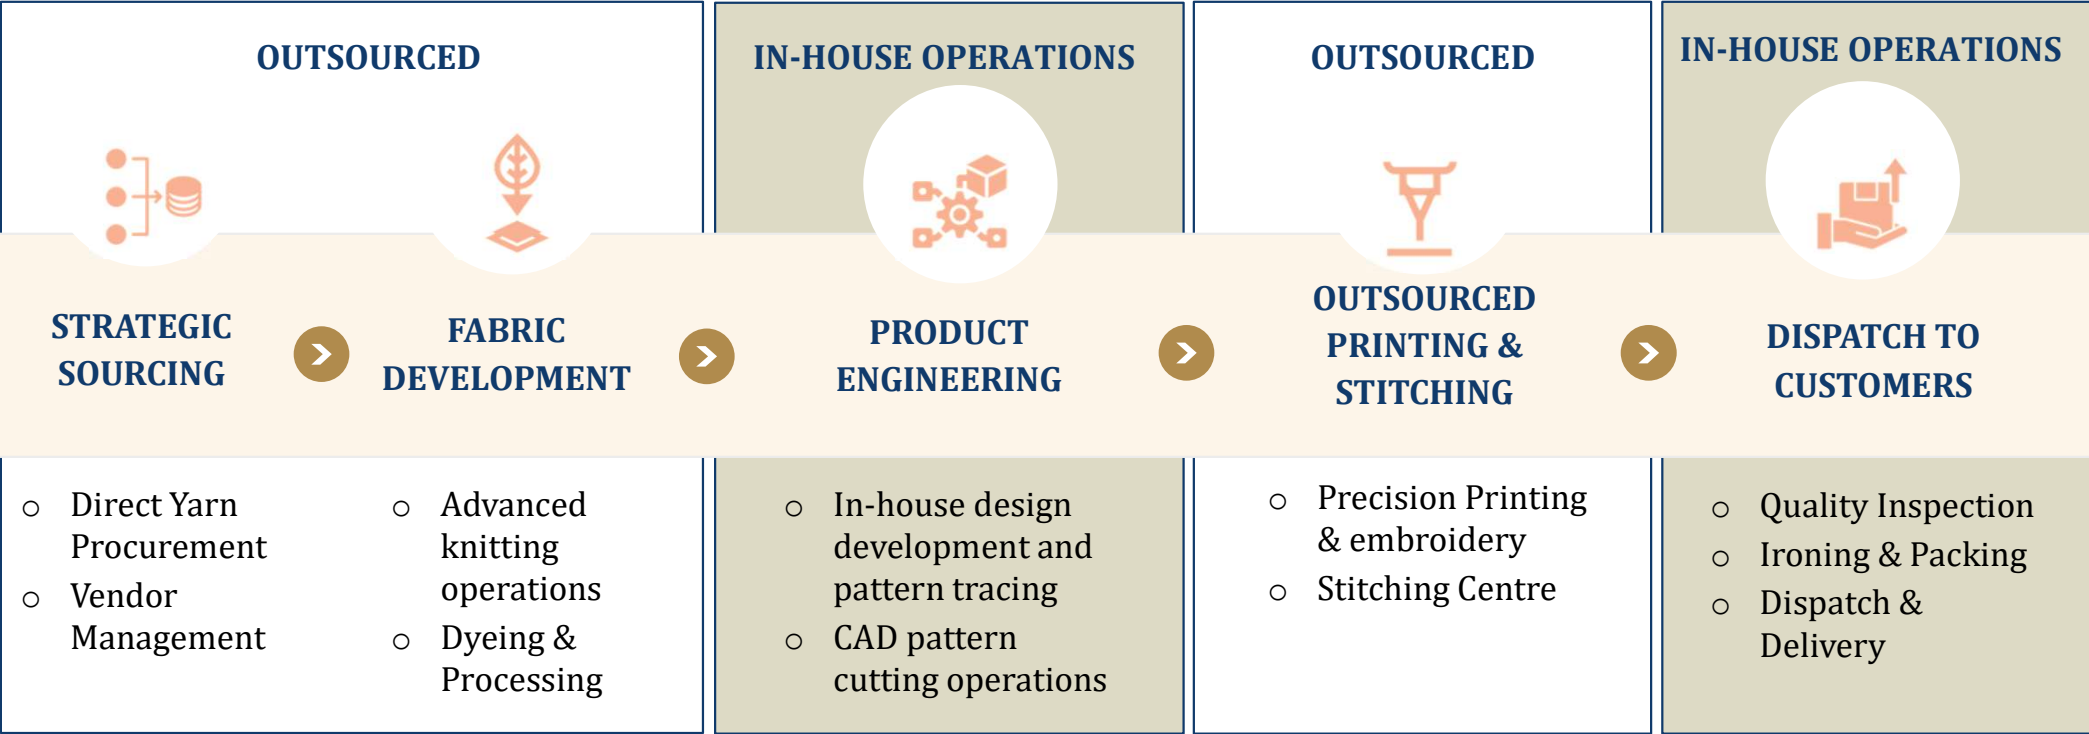 OUTSOURCED
IN-HOUSE OPERATIONS
OUTSOURCED
IN-HOUSE OPERATIONS
STRATEGIC
SOURCING
FABRIC
DEVELOPMENT
PRODUCT
ENGINEERING
OUTSOURCED
PRINTING &
STITCHING
DISPATCH TO
CUSTOMERS
o Direct Yarn
Procurement
o Vendor
Management
o Advanced
knitting
operations
o Dyeing &
Processing
o In-house design
development and
pattern tracing
o CAD pattern
cutting operations
o Precision Printing
& embroidery
o Stitching Centre
o Quality Inspection
o Ironing & Packing
o Dispatch &
Delivery